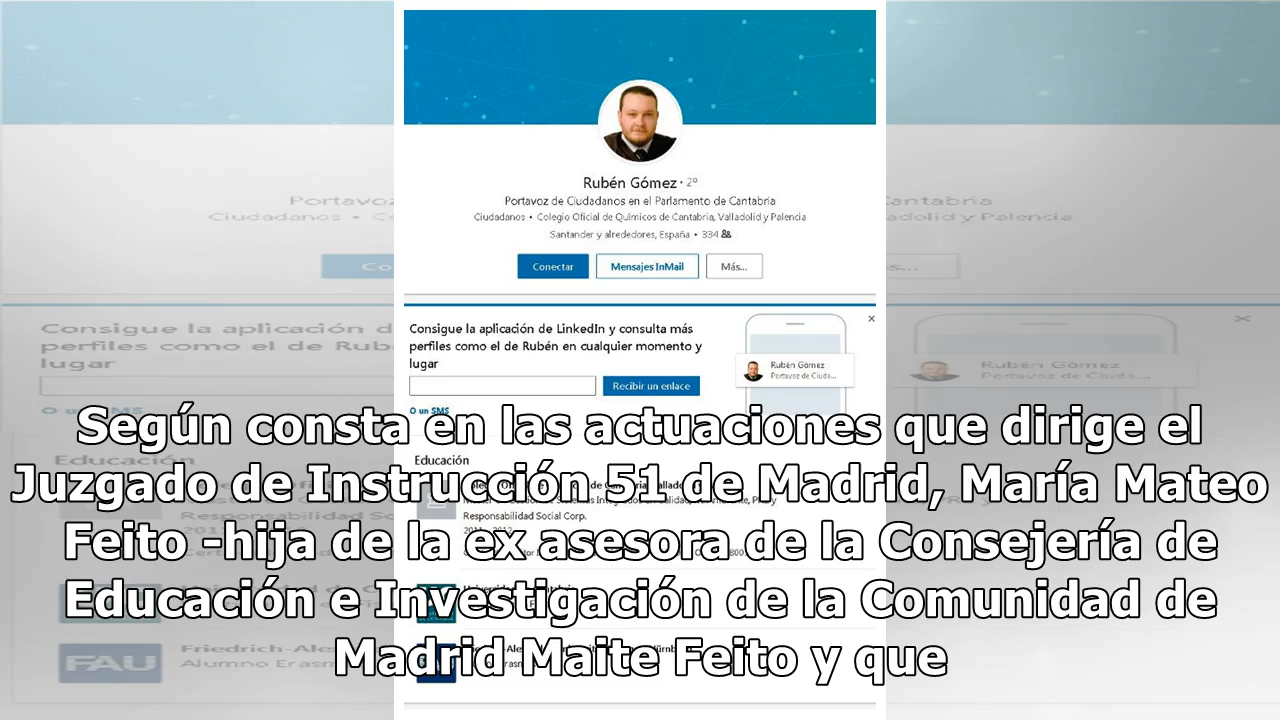 Rubén Gómez · 2º
Portavoz de Ciudadanos en el Parlamento de Cantabria
Ciudadanos • Colegio Oficial de Químicos de Cantabria, Valladolid y Palencia
Santander y alrededores, España • 334
Conectar
Mensajes InMail
Más...
Consigue la aplicación de LinkedIn y consulta más
perfiles como el de Rubén en cualquier momento y
lugar
Recibir un enlace
O un SMS
Rubén Gómez
Portavoz de Ciuda...
Educación
Responsabilidad Social Corp.
Según consta en las actuaciones que dirige el
Juzgado de Instrucción 51 de Madrid, María Mateo
Feito -hija de la ex asesora de la Consejería de
Educación e Investigación de la Comunidad de
Madrid Maite Feito y que
FAU